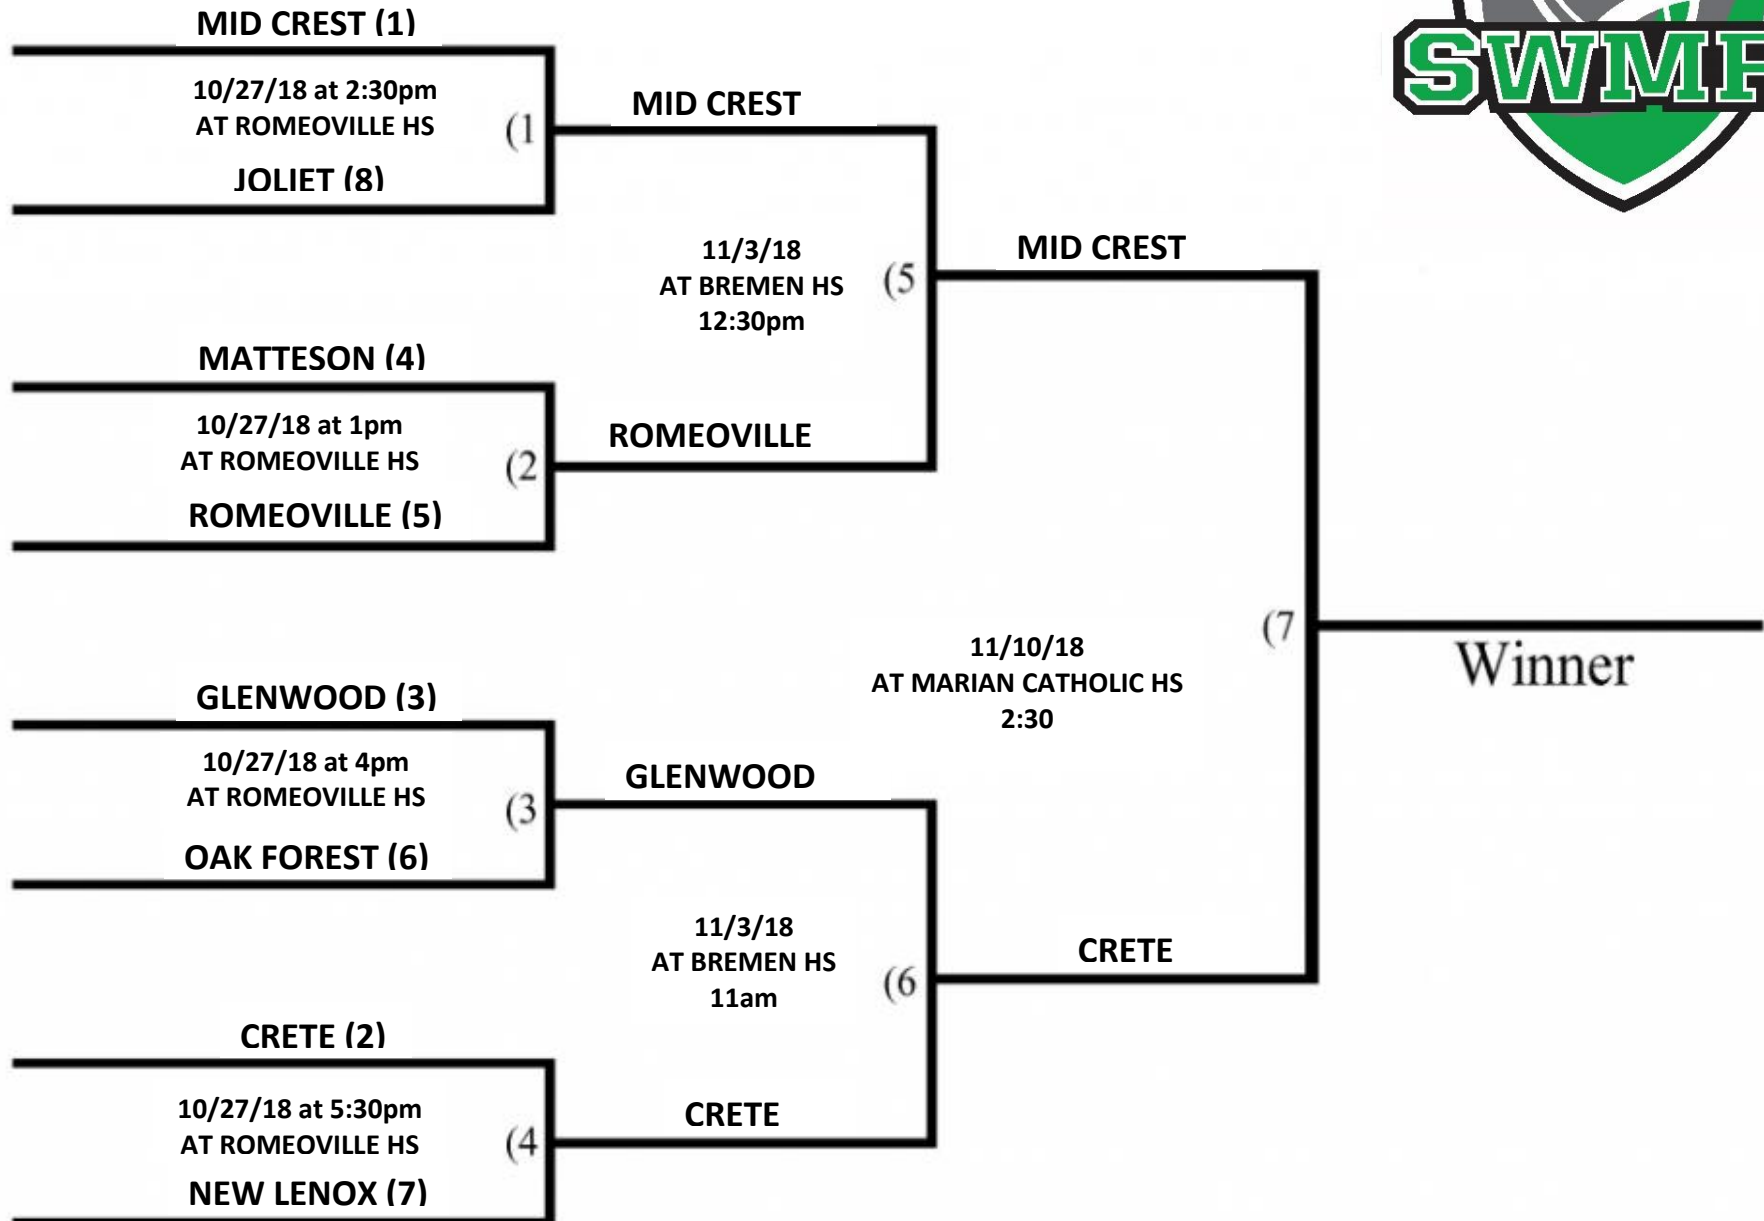 MID CREST (1)
10/27/18 at 2:30pm
AT ROMEOVILLE HS
(1
JOLIET (8)
MID CREST
11/3/18
AT BREMEN HS
12:30pm
(5
MID CREST
MATTESON (4)
10/27/18 at 1pm
AT ROMEOVILLE HS
(2
ROMEOVILLE (5)
ROMEOVILLE
11/10/18
AT MARIAN CATHOLIC HS
2:30
(7
Winner
GLENWOOD (3)
10/27/18 at 4pm
AT ROMEOVILLE HS
(3
OAK FOREST (6)
GLENWOOD
11/3/18
AT BREMEN HS
11am
(6
CRETE
CRETE (2)
10/27/18 at 5:30pm
AT ROMEOVILLE HS
(4
NEW LENOX (7)
CRETE